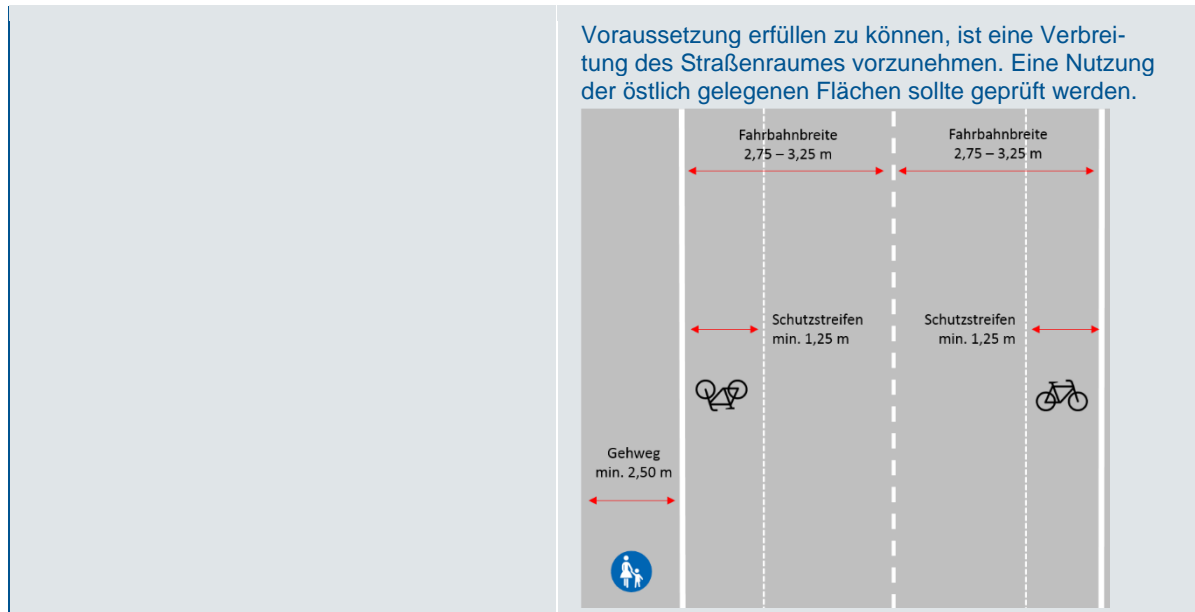 Voraussetzung erfüllen zu können, ist eine Verbrei-
tung des Straßenraumes vorzunehmen. Eine Nutzung
der östlich gelegenen Flächen sollte geprüft werden.
Fahrbahnbreite
2,75 – 3,25 m
Fahrbahnbreite
2,75 – 3,25 m
Schutzstreifen
min. 1,25 m
Schutzstreifen
min. 1,25 m
Gehweg
min. 2,50 m